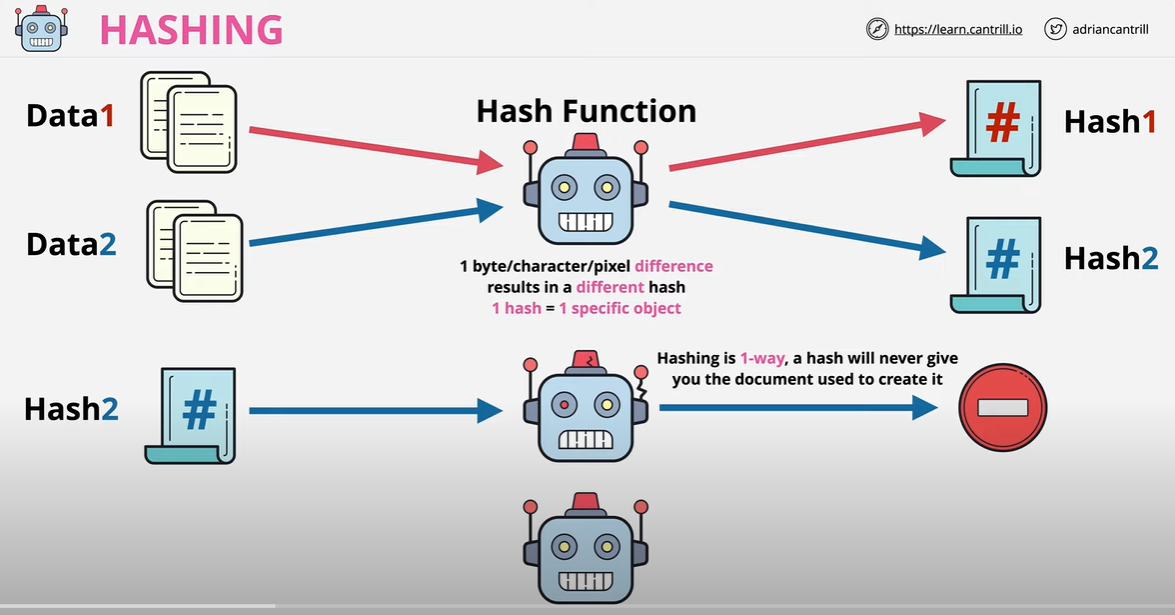 HASHING
https://learn.cantrill.io
adriancantrill
Data1
Hash Function
Hash1
Data2
Hash2
1 byte/character/pixel difference
results in a different hash
1 hash = 1 specific object
Hashing is 1-way, a hash will never give
you the document used to create it
Hash2
#
#
#